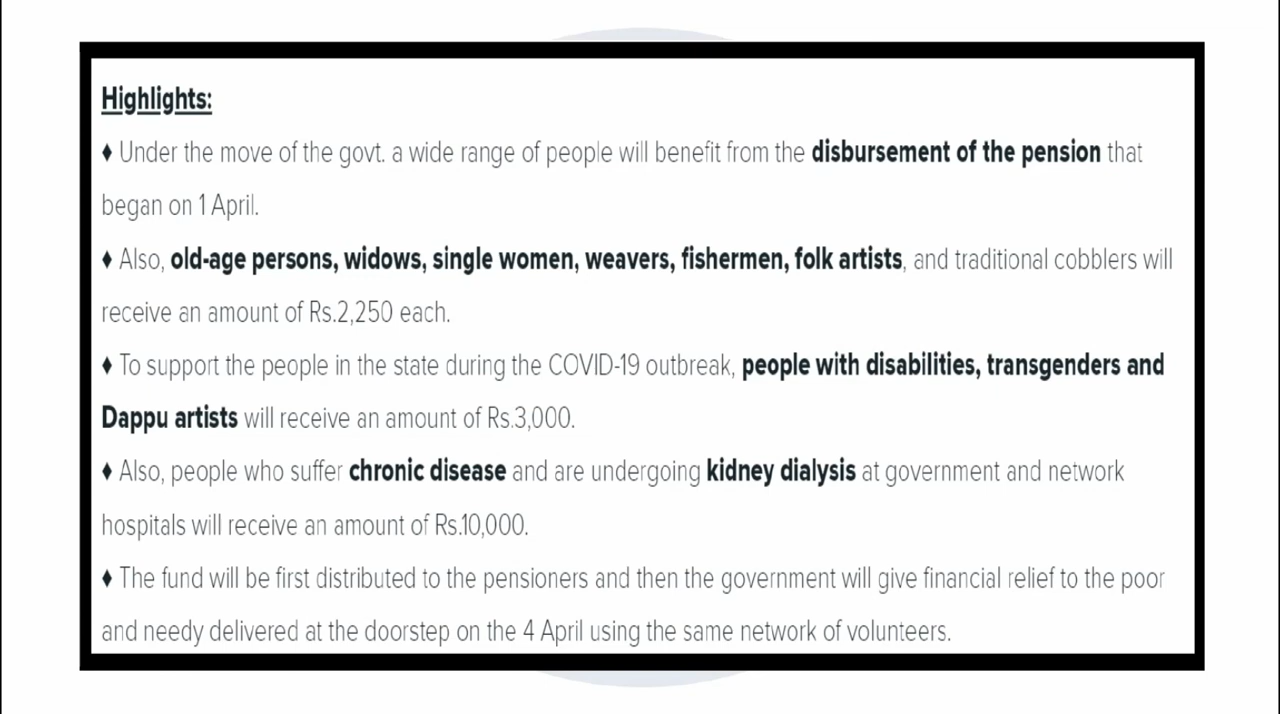 Highlights:
♦ Under the move of the govt. a wide range of people will benefit from the disbursement of the pension that
began on 1 April.
♦ Also, old-age persons, widows, single women, weavers, fishermen, folk artists, and traditional cobblers will
receive an amount of Rs.2,250 each.
♦ To support the people in the state during the COVID-19 outbreak, people with disabilities, transgenders and
Dappu artists will receive an amount of Rs.3,000.
♦ Also, people who suffer chronic disease and are undergoing kidney dialysis at government and network
hospitals will receive an amount of Rs.10,000.
♦ The fund will be first distributed to the pensioners and then the government will give financial relief to the poor
and needy delivered at the doorstep on the 4 April using the same network of volunteers.